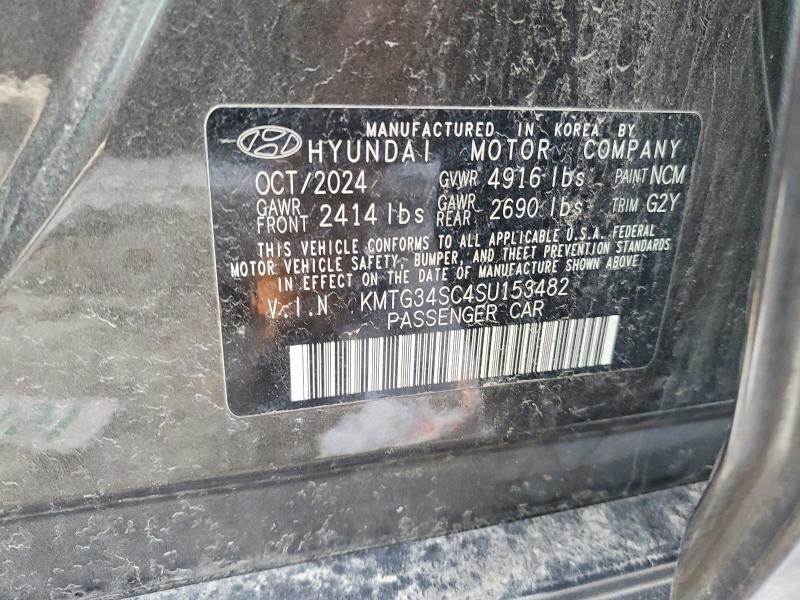 MANUFACTURED IN KOREA BY
HYUNDAI MOTOR COMPANY
OCT/2024 GVWR 4916 lbs PAINT NCM
GAWR FRONT 2414 lbs GAWR REAR 2690 lbs TRIM G2Y
THIS VEHICLE CONFORMS TO ALL APPLICABLE U.S.A. FEDERAL
MOTOR VEHICLE SAFETY, BUMPER, AND THEFT PREVENTION STANDARDS
IN EFFECT ON THE DATE OF MANUFACTURE SHOWN ABOVE
V.I.N KMTG34SC4SU153482
PASSENGER CAR